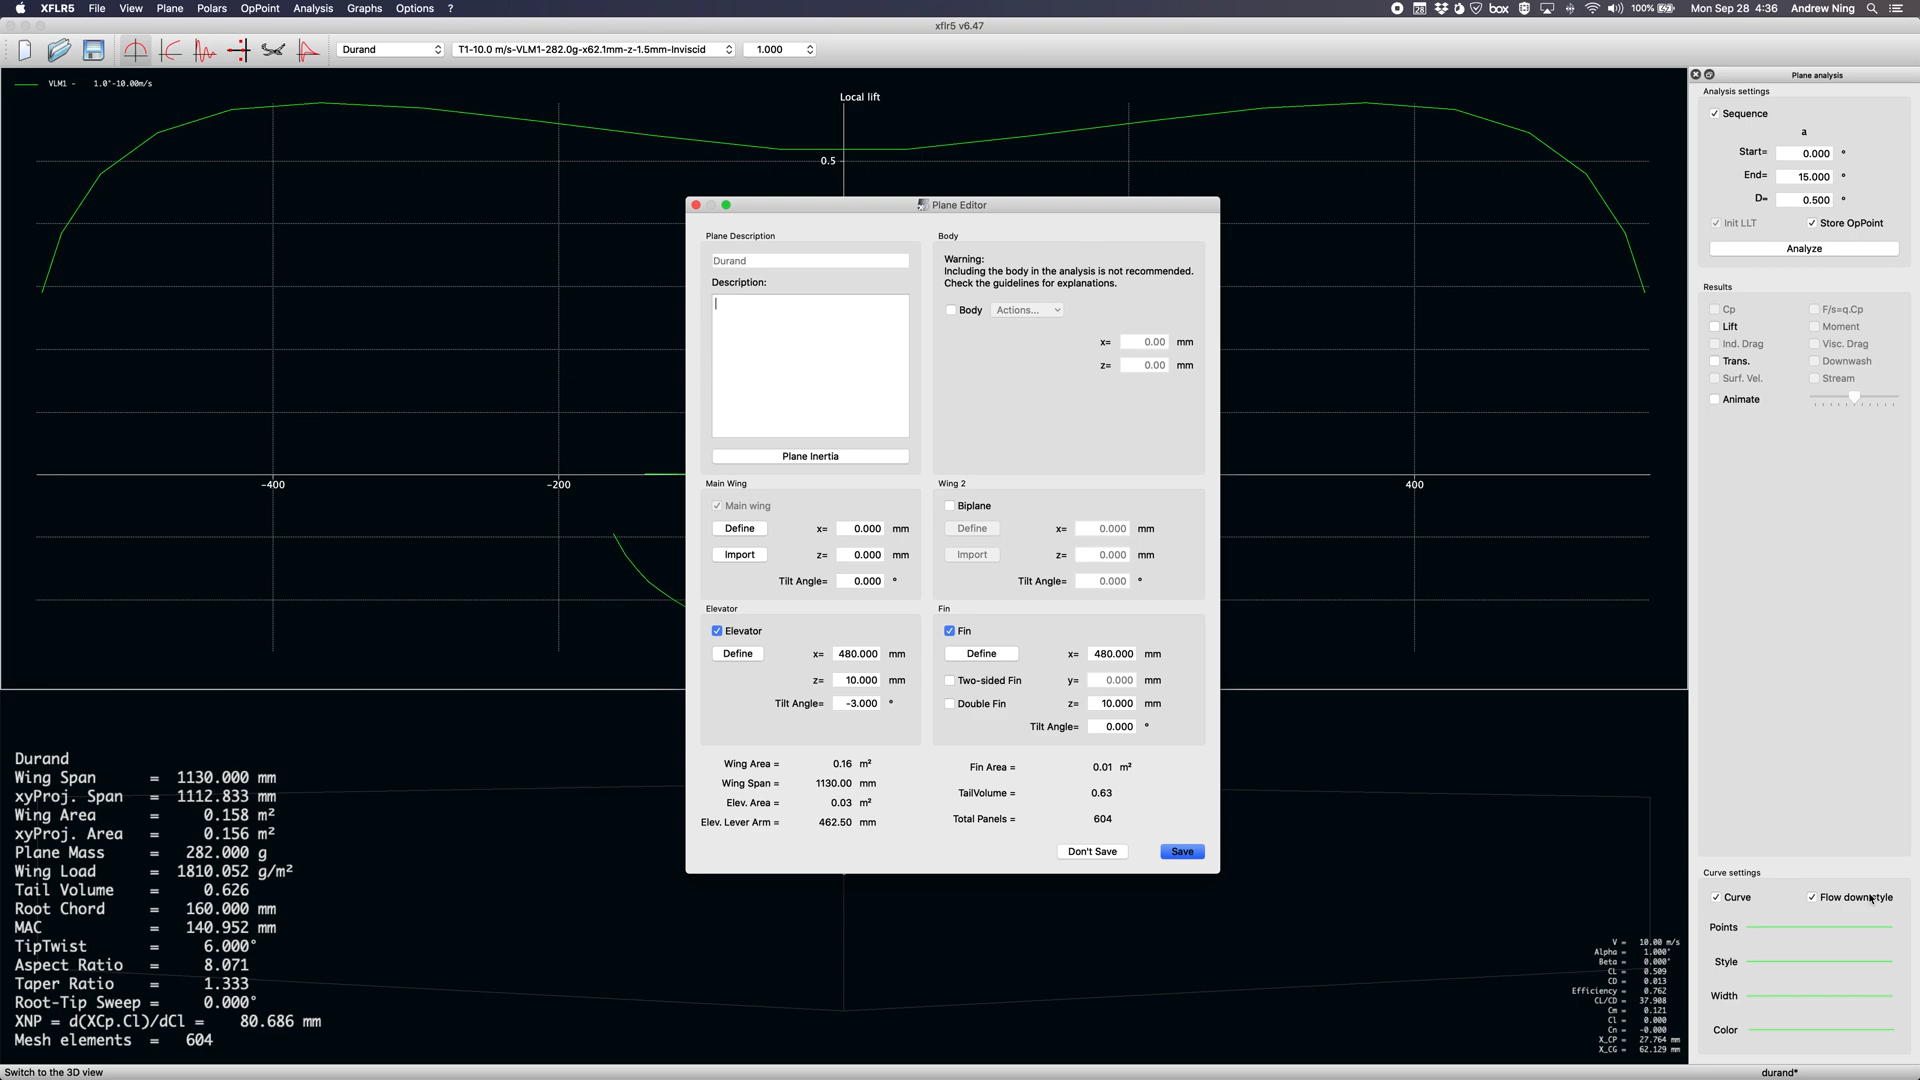 XFLR5 File View Plane Polars OpPoint Analysis Graphs Options ?
28 box 100% Mon Sep 28 4:36 Andrew Ning
xflr5 v6.47
Durand T1-10.0 m/s-VLM1-282.0g-x62.1mm-z-1.5mm-Inviscid 1.000
VLM1 - 1.0°-10.00m/s
Local lift
0.5
-400
-200
400
Plane Editor
Plane Description
Durand
Description:
Plane Inertia
Body
Warning:
Including the body in the analysis is not recommended.
Check the guidelines for explanations.
Body Actions...
x= 0.00 mm
z= 0.00 mm
Main Wing
Main wing
Define x= 0.000 mm
Import z= 0.000 mm
Tilt Angle= 0.000 °
Wing 2
Biplane
Define x= 0.000 mm
Import z= 0.000 mm
Tilt Angle= 0.000 °
Elevator
Elevator
Define x= 480.000 mm
z= 10.000 mm
Tilt Angle= -3.000 °
Fin
Fin
Define x= 480.000 mm
Two-sided Fin y= 0.000 mm
Double Fin z= 10.000 mm
Tilt Angle= 0.000 °
Wing Area = 0.16 m²
Wing Span = 1130.00 mm
Elev. Area = 0.03 m²
Elev. Lever Arm = 462.50 mm
Fin Area = 0.01 m²
TailVolume = 0.63
Total Panels = 604
Don't Save Save
Durand
Wing Span = 1130.000 mm
xyProj. Span = 1112.833 mm
Wing Area = 0.158 m²
xyProj. Area = 0.156 m²
Plane Mass = 282.000 g
Wing Load = 1810.052 g/m²
Tail Volume = 0.626
Root Chord = 160.000 mm
MAC = 140.952 mm
TipTwist = 6.000°
Aspect Ratio = 8.071
Taper Ratio = 1.333
Root-Tip Sweep = 0.000°
XNP = d(XCp.Cl)/dCl = 80.686 mm
Mesh elements = 604
V = 10.00 m/s
Alpha = 1.000°
Beta = 0.000°
CL = 0.509
CD = 0.013
Efficiency = 0.762
CL/CD = 37.908
Cm = 0.121
Cl = 0.000
Cn = -0.000
X_CP = 27.764 mm
X_CG = 62.129 mm
Plane analysis
Analysis settings
Sequence
a
Start= 0.000 °
End= 15.000 °
D= 0.500 °
Init LLT Store OpPoint
Analyze
Results
Cp F/s=q.Cp
Lift Moment
Ind. Drag Visc. Drag
Trans. Downwash
Surf. Vel. Stream
Animate
Curve settings
Curve Flow down style
Points
Style
Width
Color
Switch to the 3D view
durand*